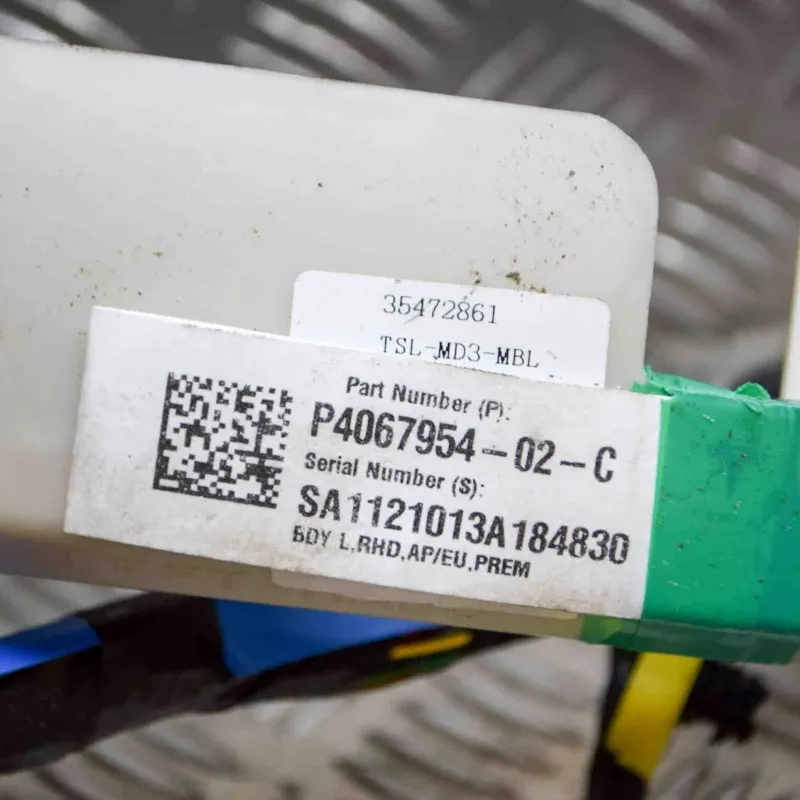 35472861
TSL-MD3-MBL
Part Number (P):
P4067954-02-C
Serial Number (S):
SA1121013A184830
BDY L,RHD,AP/EU,PREM